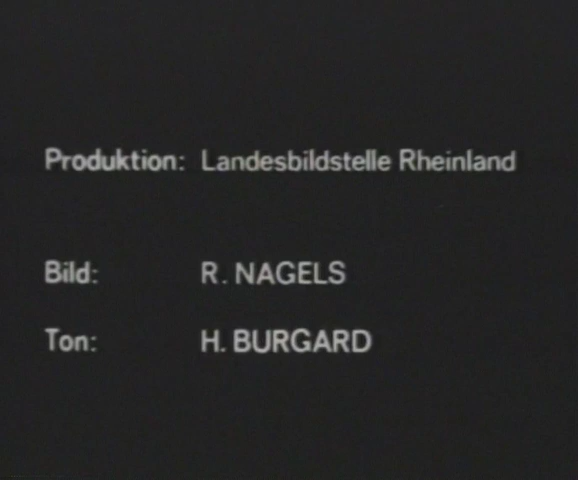 Produktion: Landesbildstelle Rheinland
Bild: R. NAGELS
Ton: H. BURGARD